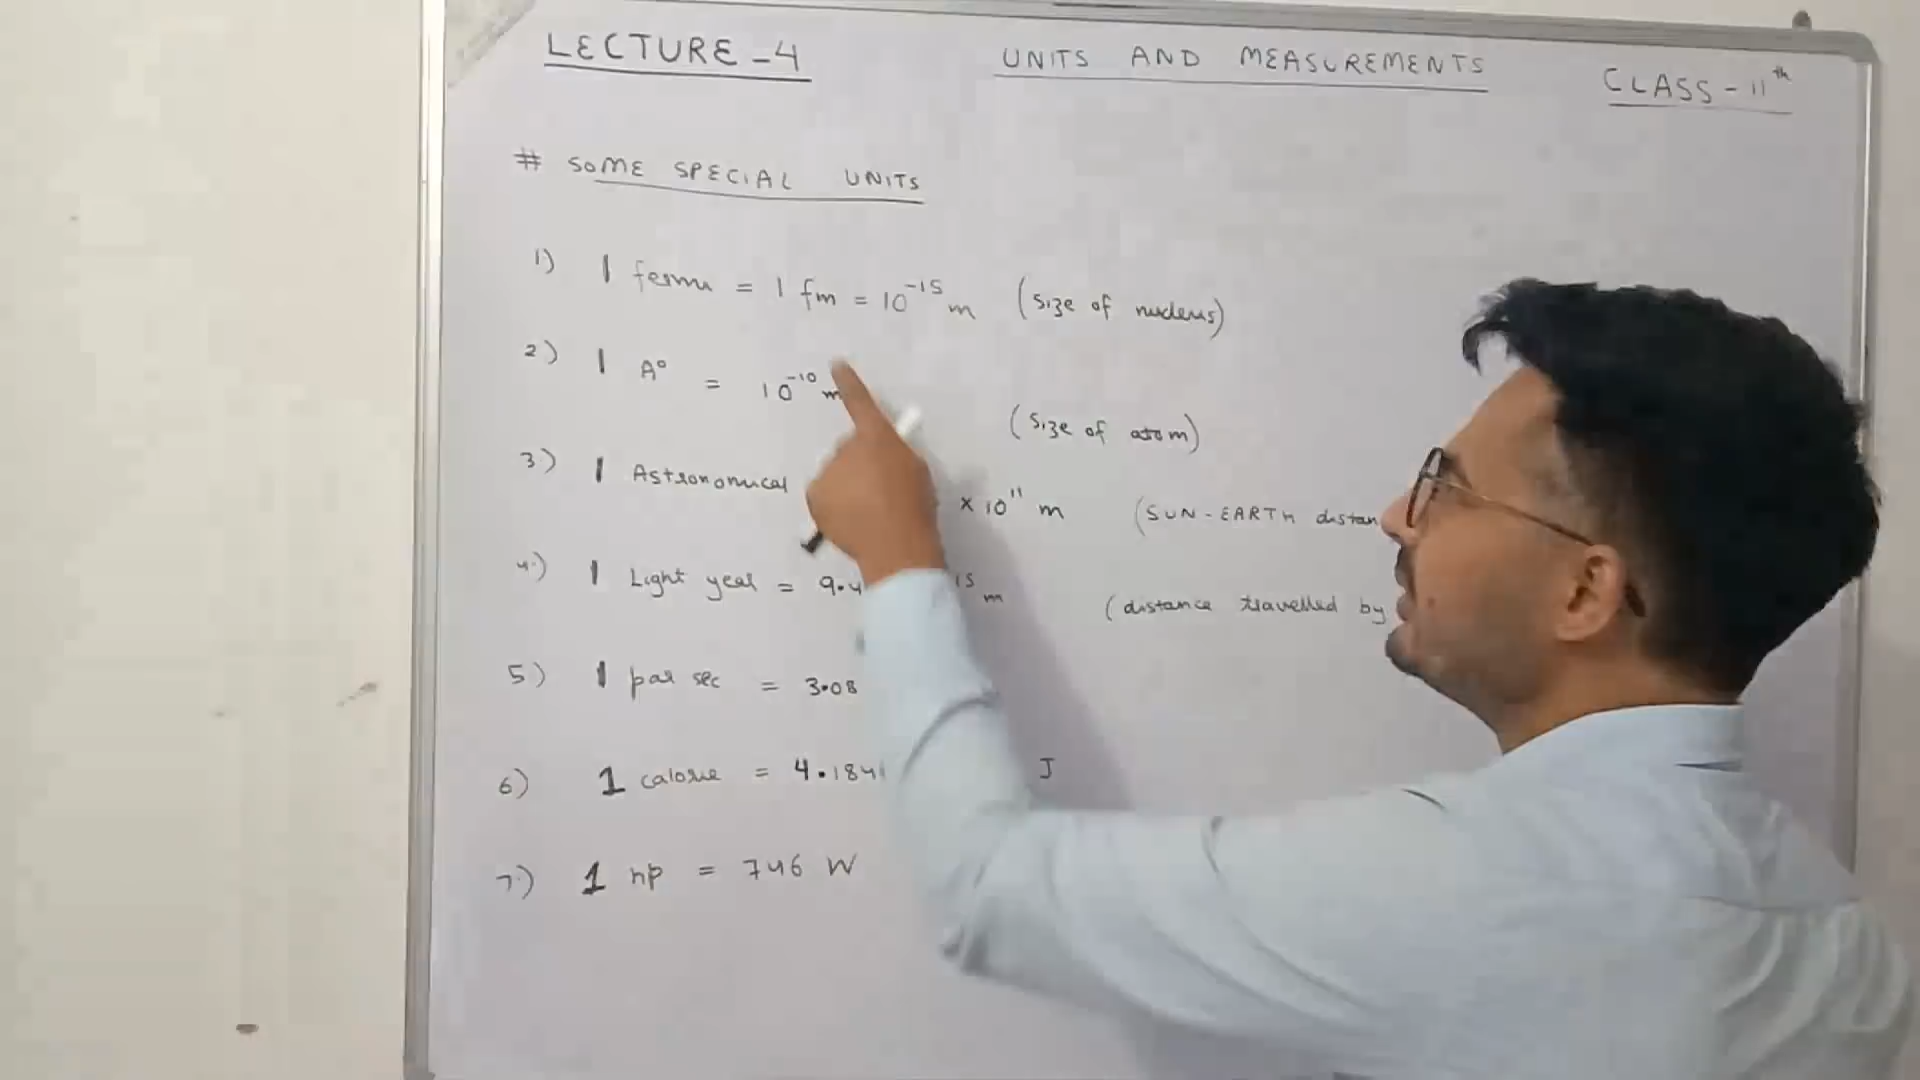 LECTURE-4
UNITS AND MEASUREMENTS
CLASS-11th
# SOME SPECIAL UNITS
1) 1 fermi = 1 fm = 10⁻¹⁵ m (size of nucleus)
2) 1 A° = 10⁻¹⁰ m (size of atom)
3) 1 Astronomical × 10¹¹ m (SUN-EARTH distan
4) 1 Light year = 9.4 15 m (distance travelled by
5) 1 par sec = 3.08
6) 1 calorie = 4.184 J
7) 1 hp = 746 W